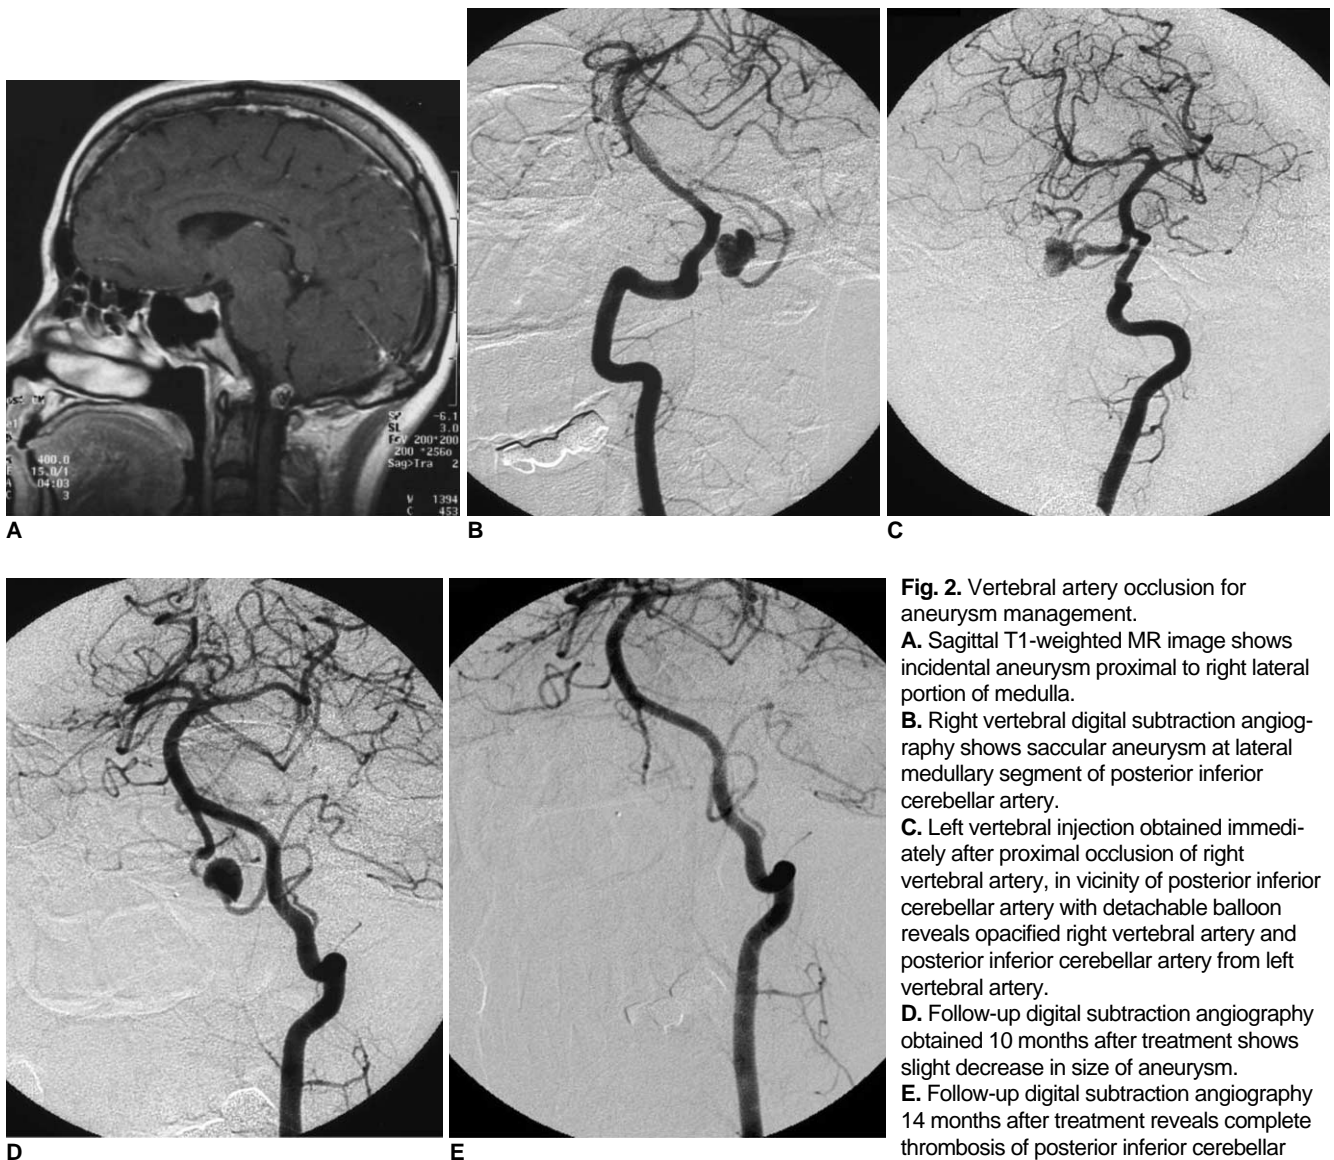 SP -6.1
SL 3.0
FoV 200*200
200 *256o
Sag>Tra 2
400.0
15.0/1
04:03
3
W 1394
C 453
A
B
C
D
E
Fig. 2. Vertebral artery occlusion for
aneurysm management.
A. Sagittal T1-weighted MR image shows
incidental aneurysm proximal to right lateral
portion of medulla.
B. Right vertebral digital subtraction angiog-
raphy shows saccular aneurysm at lateral
medullary segment of posterior inferior
cerebellar artery.
C. Left vertebral injection obtained immedi-
ately after proximal occlusion of right
vertebral artery, in vicinity of posterior inferior
cerebellar artery with detachable balloon
reveals opacified right vertebral artery and
posterior inferior cerebellar artery from left
vertebral artery.
D. Follow-up digital subtraction angiography
obtained 10 months after treatment shows
slight decrease in size of aneurysm.
E. Follow-up digital subtraction angiography
14 months after treatment reveals complete
thrombosis of posterior inferior cerebellar